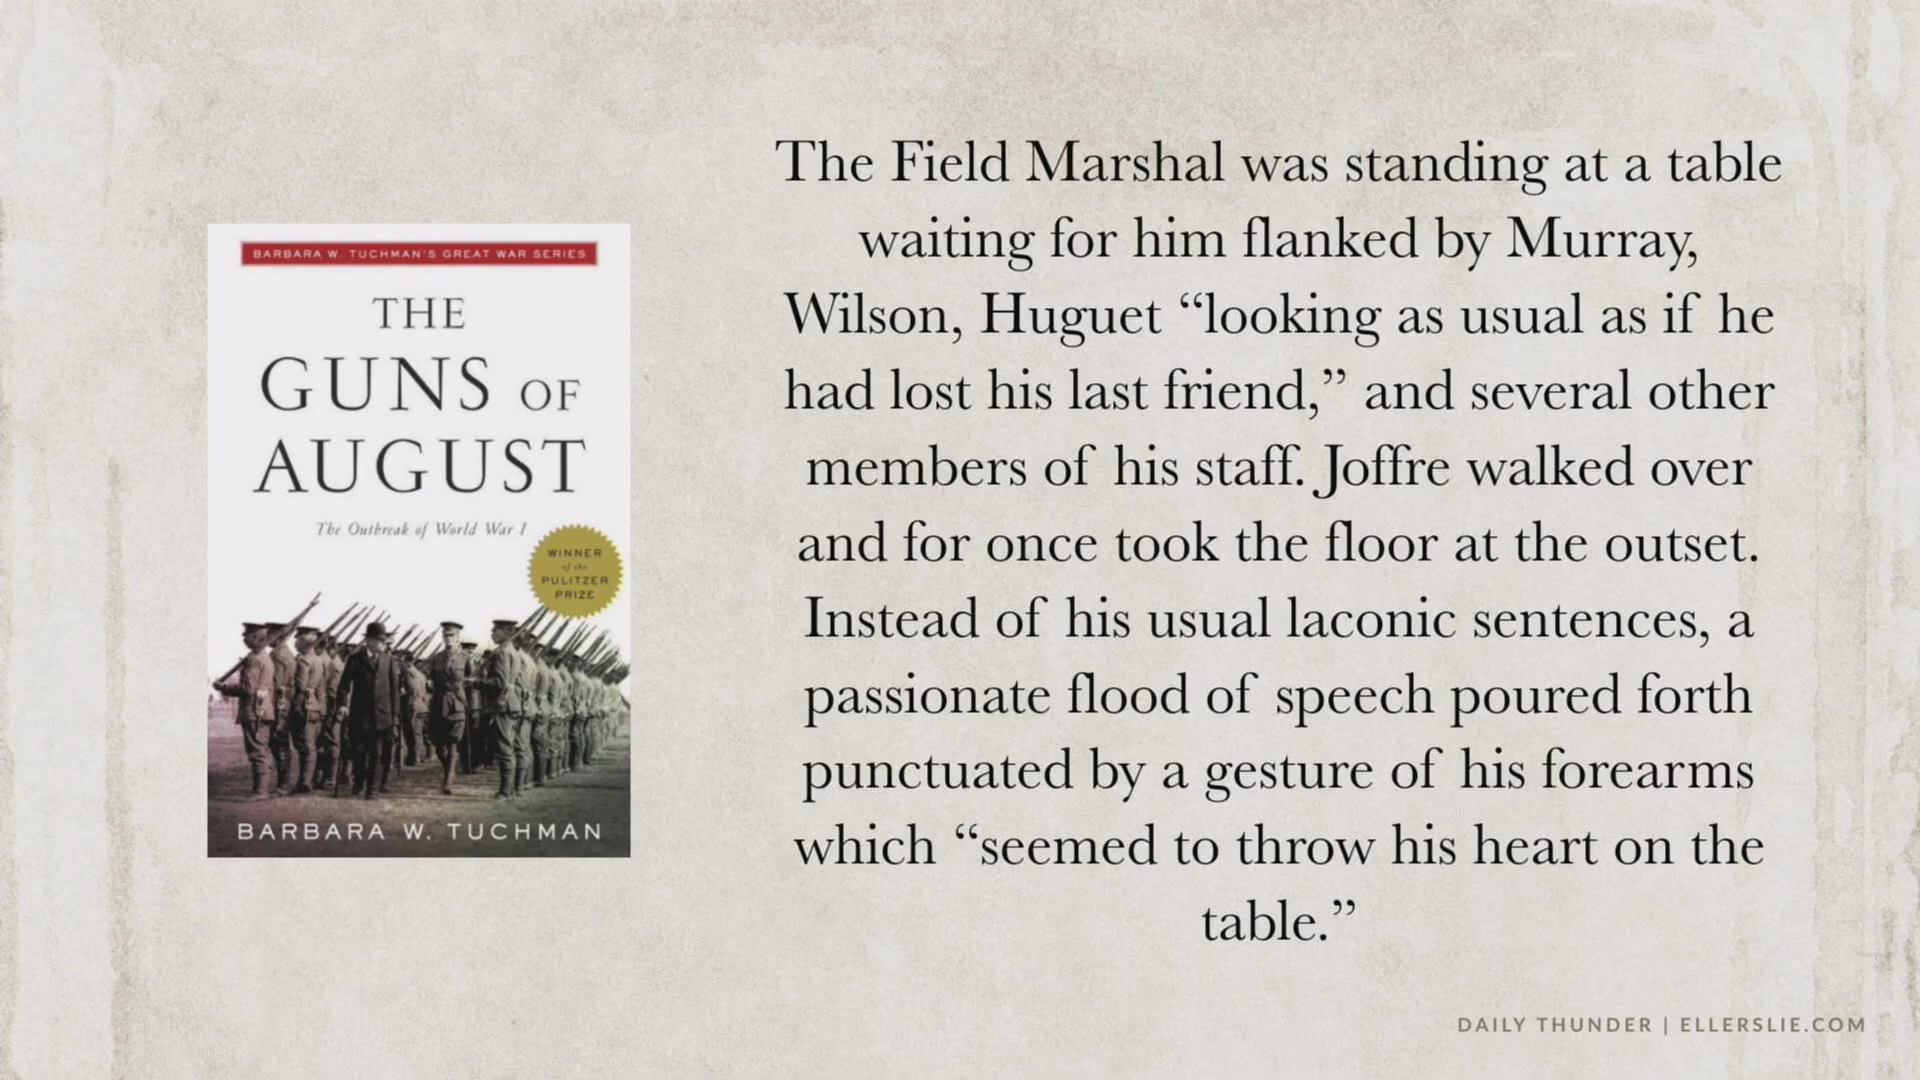 BARBARA W. TUCHMAN'S GREAT WAR SERIES
THE
GUNS OF
AUGUST
The Outbreak of World War I
WINNER
of the
PULITZER
PRIZE
BARBARA W. TUCHMAN
The Field Marshal was standing at a table
waiting for him flanked by Murray,
Wilson, Huguet “looking as usual as if he
had lost his last friend,” and several other
members of his staff. Joffre walked over
and for once took the floor at the outset.
Instead of his usual laconic sentences, a
passionate flood of speech poured forth
punctuated by a gesture of his forearms
which “seemed to throw his heart on the
table.”
DAILY THUNDER | ELLERSLIE.COM